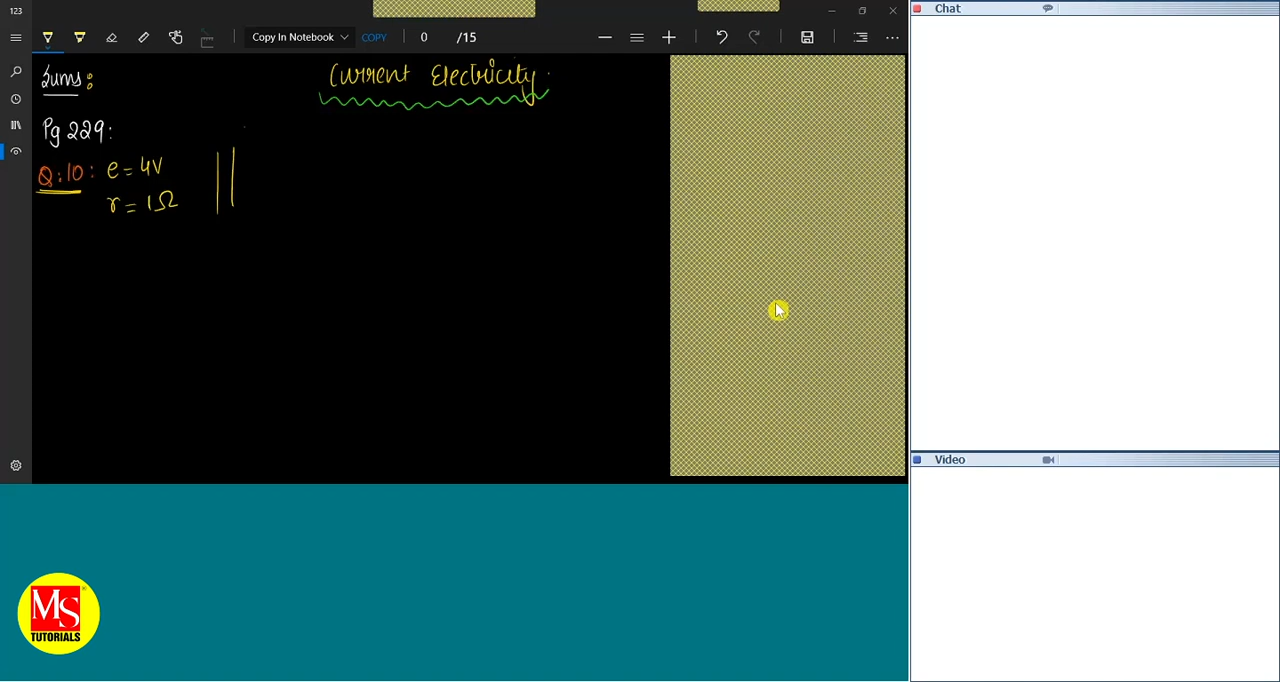 123
Copy In Notebook
COPY
0
/15
Chat
Sums:
Current Electricity.
Pg 229:
Q:10: e = 4V
r = 1Ω
Video
MS
TUTORIALS